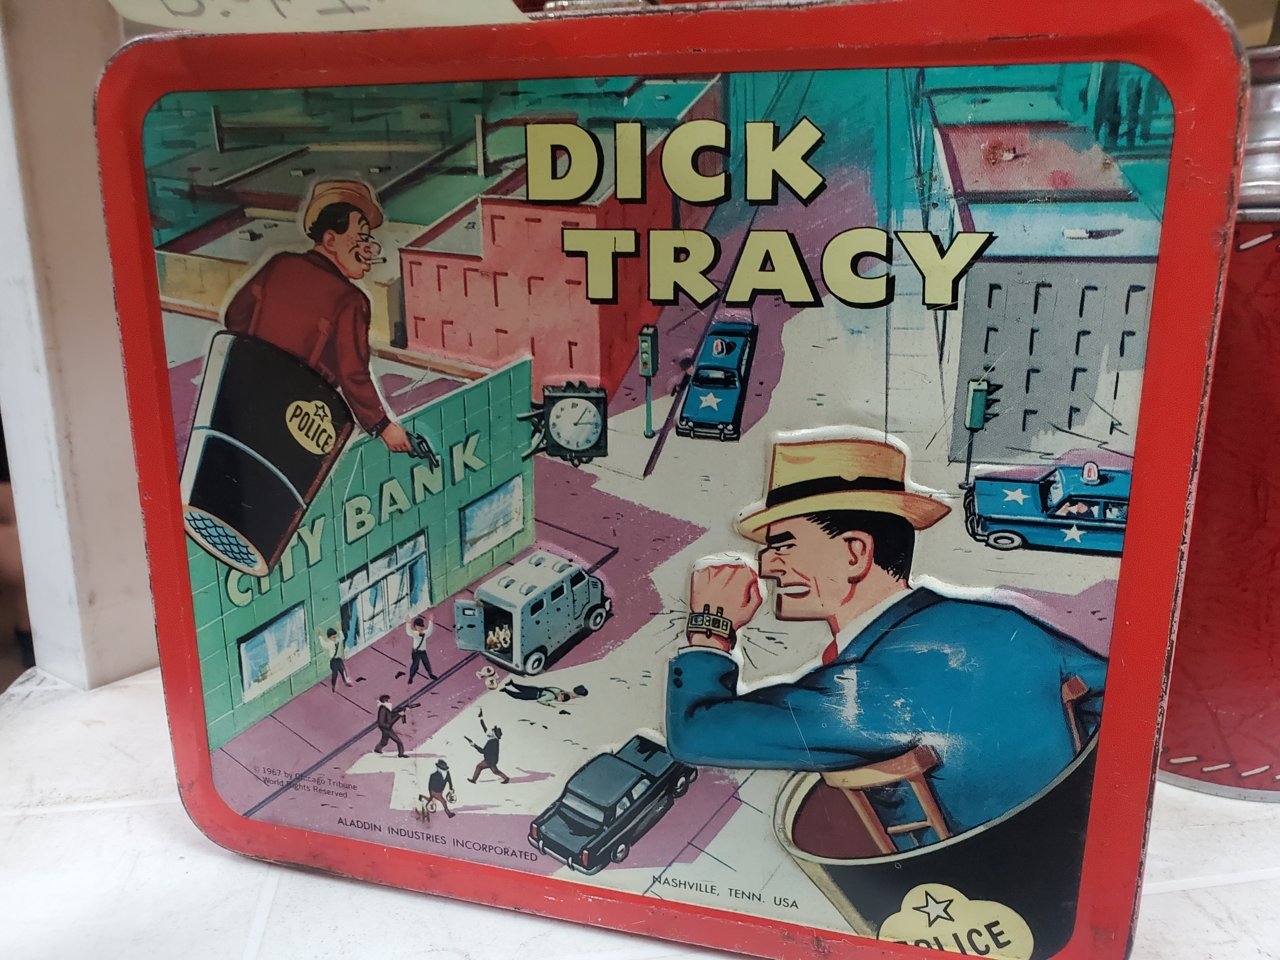 DICK
TRACY
POLICE
CITY BANK
© 1967 by Chicago Tribune
World Rights Reserved
ALADDIN INDUSTRIES INCORPORATED
NASHVILLE, TENN. USA
POLICE